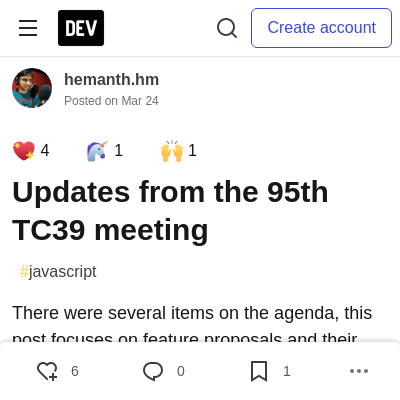 DEV
Create account
hemanth.hm
Posted on Mar 24
4
1
1
Updates from the 95th
TC39 meeting
#javascript
There were several items on the agenda, this
post focuses on feature proposals and their
6
0
1